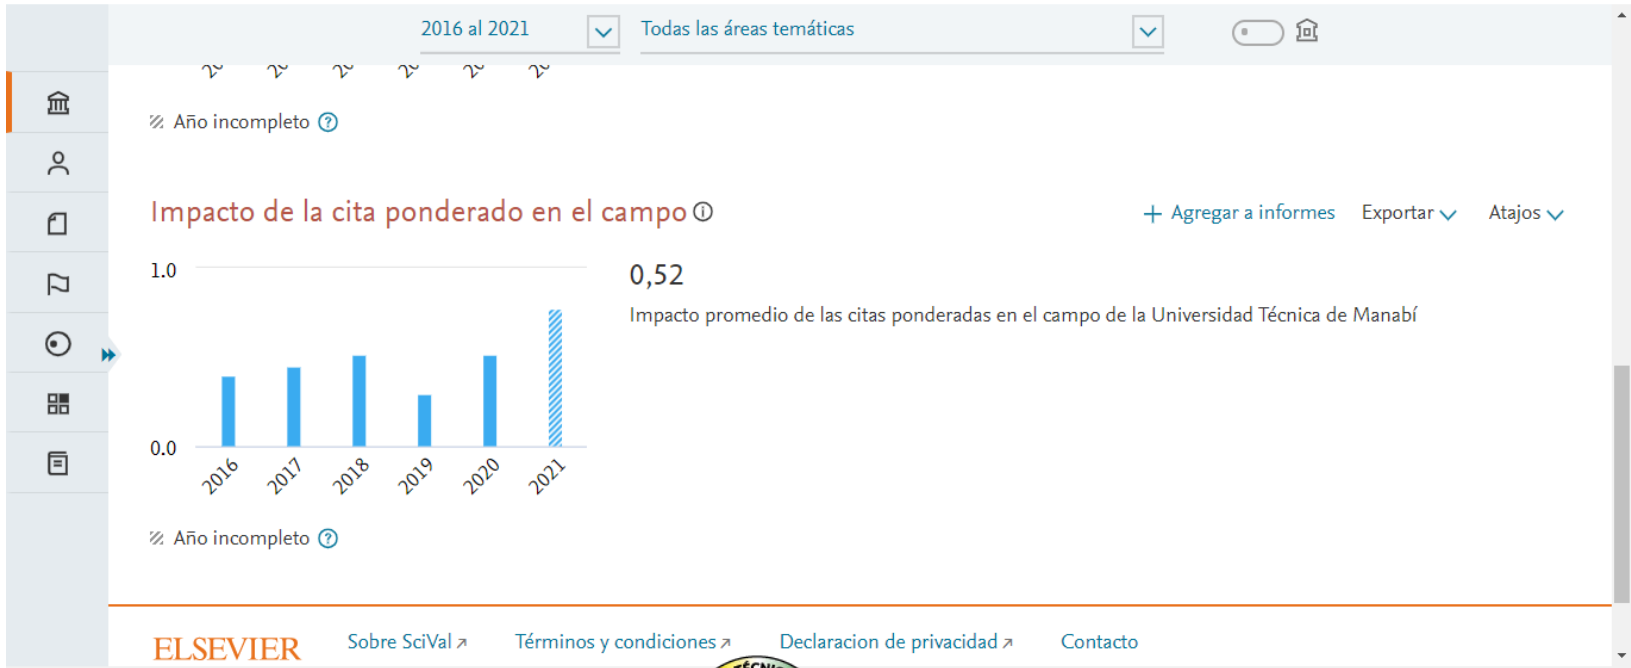 2016 al 2021
Todas las áreas temáticas
Año incompleto ?
Impacto de la cita ponderado en el campo
+ Agregar a informes
Exportar
Atajos
1.0
0,52
Impacto promedio de las citas ponderadas en el campo de la Universidad Técnica de Manabí
0.0
2016 2017 2018 2019 2020 2021
Año incompleto ?
ELSEVIER
Sobre SciVal
Términos y condiciones
Declaracion de privacidad
Contacto